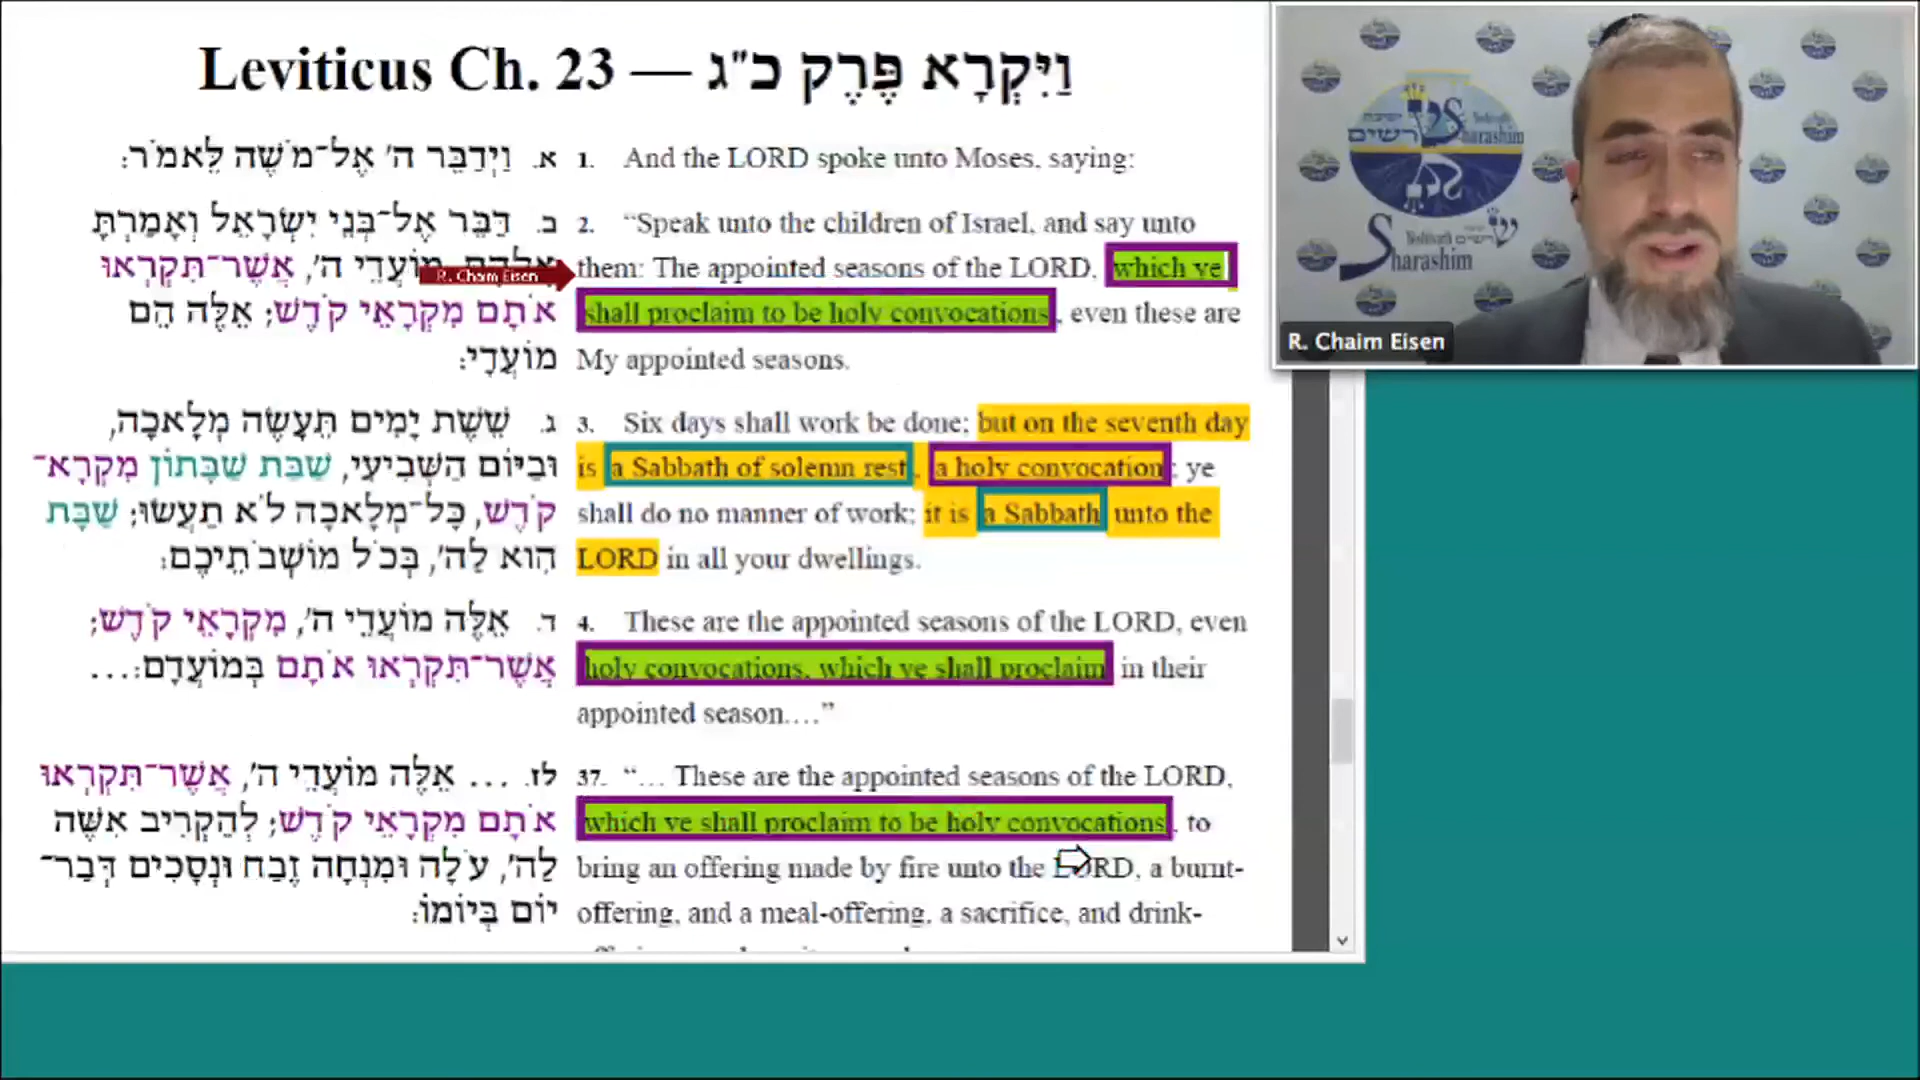 Leviticus Ch. 23 — וַיִּקְרָא פֶּרֶק כ"ג
א. וַיְדַבֵּר ה' אֶל־מֹשֶׁה לֵּאמֹר:
ב. דַּבֵּר אֶל־בְּנֵי יִשְׂרָאֵל וְאָמַרְתָּ
מוֹעֲדֵי ה', אֲשֶׁר־תִּקְרְאוּ
אֹתָם מִקְרָאֵי קֹדֶשׁ; אֵלֶּה הֵם
מוֹעֲדָי:
ג. שֵׁשֶׁת יָמִים תֵּעָשֶׂה מְלָאכָה,
וּבַיּוֹם הַשְּׁבִיעִי, שַׁבַּת שַׁבָּתוֹן מִקְרָא־
קֹדֶשׁ, כָּל־מְלָאכָה לֹא תַעֲשׂוּ; שַׁבָּת
הִוא לַה', בְּכֹל מוֹשְׁבֹתֵיכֶם:
ד. אֵלֶּה מוֹעֲדֵי ה', מִקְרָאֵי קֹדֶשׁ;
אֲשֶׁר־תִּקְרְאוּ אֹתָם בְּמוֹעֲדָם:...
לז. ... אֵלֶּה מוֹעֲדֵי ה', אֲשֶׁר־תִּקְרְאוּ
אֹתָם מִקְרָאֵי קֹדֶשׁ; לְהַקְרִיב אִשֶּׁה
לַה', עֹלָה וּמִנְחָה זֶבַח וּנְסָכִים דְּבַר־
יוֹם בְּיוֹמוֹ:
1. And the LORD spoke unto Moses, saying:
2. “Speak unto the children of Israel, and say unto
them: The appointed seasons of the LORD, which ye
shall proclaim to be holy convocations, even these are
My appointed seasons.
3. Six days shall work be done; but on the seventh day
is a Sabbath of solemn rest, a holy convocation; ye
shall do no manner of work; it is a Sabbath unto the
LORD in all your dwellings.
4. These are the appointed seasons of the LORD, even
holy convocations, which ye shall proclaim in their
appointed season....”
37. “... These are the appointed seasons of the LORD,
which ye shall proclaim to be holy convocations, to
bring an offering made by fire unto the LORD, a burnt-
offering, and a meal-offering, a sacrifice, and drink-
R. Chaim Eisen
Yeshivath
Sharashim
שרשים
Yeshivath
Sharashim
R. Chaim Eisen